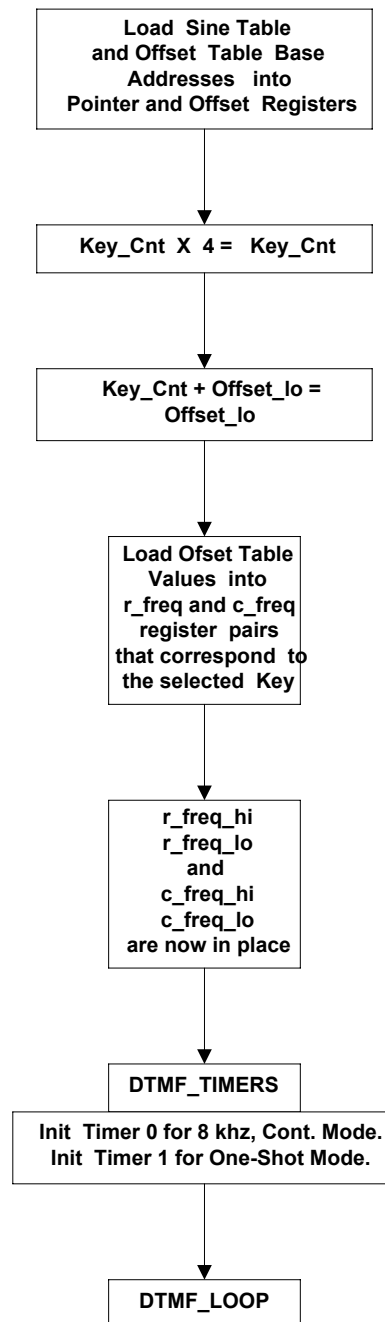 Load Sine Table
and Offset Table Base
Addresses into
Pointer and Offset Registers
Key_Cnt X 4 = Key_Cnt
Key_Cnt + Offset_lo =
Offset_lo
Load Ofset Table
Values into
r_freq and c_freq
register pairs
that correspond to
the selected Key
r_freq_hi
r_freq_lo
and
c_freq_hi
c_freq_lo
are now in place
DTMF_TIMERS
Init Timer 0 for 8 khz, Cont. Mode.
Init Timer 1 for One-Shot Mode.
DTMF_LOOP